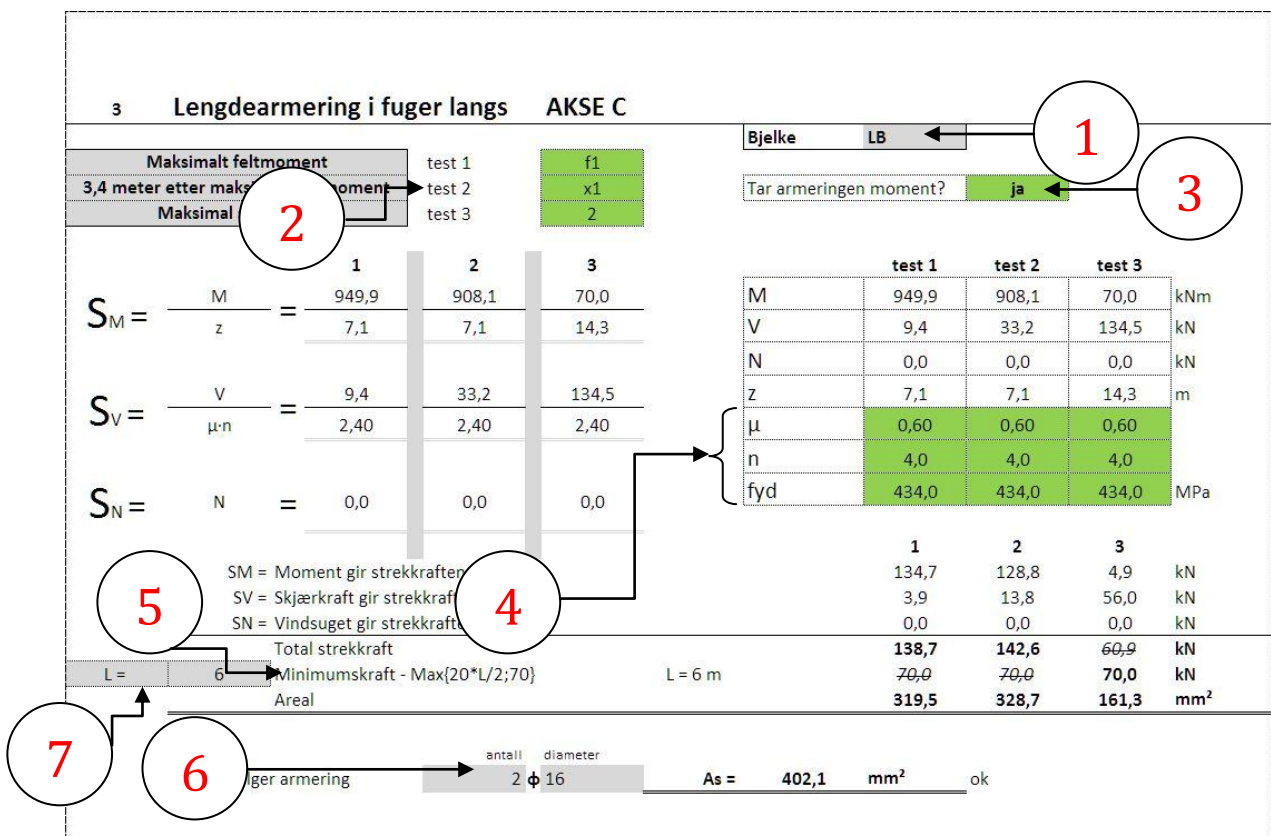 3 Lengdearmering i fuger langs AKSE C
Bjelke LB
1
Maksimalt feltmoment test 1 f1
3,4 meter etter maks moment test 2 x1
Tar armeringen moment? ja
3
Maksimal test 3 2
2
1 2 3
test 1 test 2 test 3
SM = M = 949,9 908,1 70,0
z 7,1 7,1 14,3
M 949,9 908,1 70,0 kNm
V 9,4 33,2 134,5 kN
N 0,0 0,0 0,0 kN
SV = V = 9,4 33,2 134,5
μ·n 2,40 2,40 2,40
z 7,1 7,1 14,3 m
μ 0,60 0,60 0,60
n 4,0 4,0 4,0
fyd 434,0 434,0 434,0 MPa
SN = N = 0,0 0,0 0,0
1 2 3
SM = Moment gir strekkraften 134,7 128,8 4,9 kN
SV = Skjærkraft gir 3,9 13,8 56,0 kN
SN = Vindsuget gir 0,0 0,0 0,0 kN
5
4
Total strekkraft 138,7 142,6 60,9 kN
L = 6 Minimumskraft - Max{20*L/2;70} L = 6 m 70,0 70,0 70,0 kN
Areal 319,5 328,7 161,3 mm²
7
6
antall diameter
armering 2 ϕ 16 As = 402,1 mm² ok